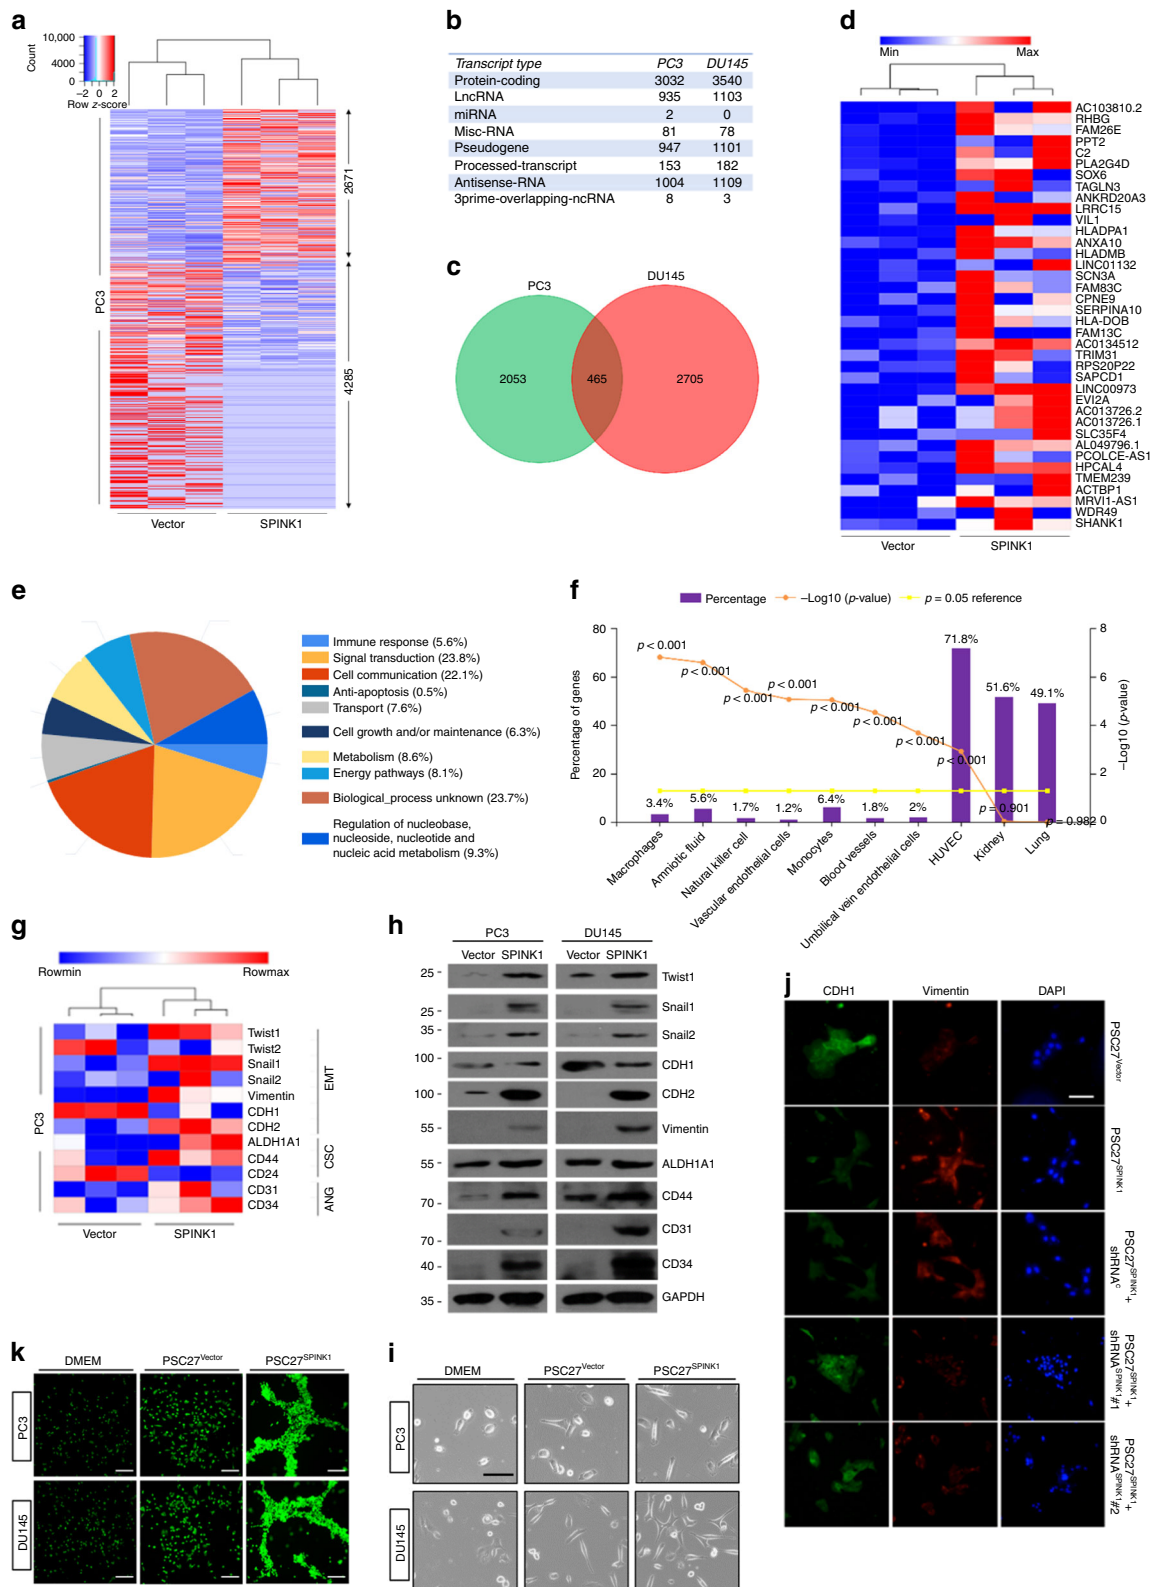 a
10,000
4000
0
Count
−2 0 2
Row z-score
PC3
2671
4285
Vector
SPINK1
b
Transcript type PC3 DU145
Protein-coding 3032 3540
LncRNA 935 1103
miRNA 2 0
Misc-RNA 81 78
Pseudogene 947 1101
Processed-transcript 153 182
Antisense-RNA 1004 1109
3prime-overlapping-ncRNA 8 3
c
DU145
PC3
2053
465
2705
d
Min
Max
AC103810.2
RHBG
FAM26E
PPT2
C2
PLA2G4D
SOX6
TAGLN3
ANKRD20A3
LRRC15
VIL1
HLADPA1
ANXA10
HLADMB
LINC01132
SCN3A
FAM83C
CPNE9
SERPINA10
HLA-DOB
FAM13C
AC0134512
TRIM31
RPS20P22
SAPCD1
LINC00973
EVI2A
AC013726.2
AC013726.1
SLC35F4
AL049796.1
PCOLCE-AS1
HPCAL4
TMEM239
ACTBP1
MRVI1-AS1
WDR49
SHANK1
Vector
SPINK1
e
Immune response (5.6%)
Signal transduction (23.8%)
Cell communication (22.1%)
Anti-apoptosis (0.5%)
Transport (7.6%)
Cell growth and/or maintenance (6.3%)
Metabolism (8.6%)
Energy pathways (8.1%)
Biological_process unknown (23.7%)
Regulation of nucleobase,
nucleoside, nucleotide and
nucleic acid metabolism (9.3%)
f
Percentage
−Log10 (p-value)
p = 0.05 reference
Percentage of genes
80
60
40
20
0
8
6
4
2
0
−Log10 (p-value)
p < 0.001
p < 0.001
p < 0.001
p < 0.001
p < 0.001
p < 0.001
p < 0.001
p < 0.001
p = 0.901
p = 0.982
3.4%
5.6%
1.7%
1.2%
6.4%
1.8%
2%
71.8%
51.6%
49.1%
Macrophages
Amniotic fluid
Natural killer cell
Vascular endothelial cells
Monocytes
Blood vessels
Umbilical vein endothelial cells
HUVEC
Kidney
Lung
g
Rowmin
Rowmax
PC3
Twist1
Twist2
Snail1
Snail2
Vimentin
CDH1
CDH2
ALDH1A1
CD44
CD24
CD31
CD34
EMT
CSC
ANG
Vector
SPINK1
h
PC3
DU145
Vector SPINK1
Vector SPINK1
25 Twist1
25 Snail1
35 Snail2
100 CDH1
100 CDH2
55 Vimentin
55 ALDH1A1
70 CD44
70 CD31
40 CD34
35 GAPDH
j
CDH1
Vimentin
DAPI
PSC27Vector
PSC27SPINK1
PSC27SPINK1+
shRNAC
PSC27SPINK1+
shRNASPINK1#1
PSC27SPINK1+
shRNASPINK1#2
k
DMEM
PSC27Vector
PSC27SPINK1
PC3
DU145
i
DMEM
PSC27Vector
PSC27SPINK1
PC3
DU145